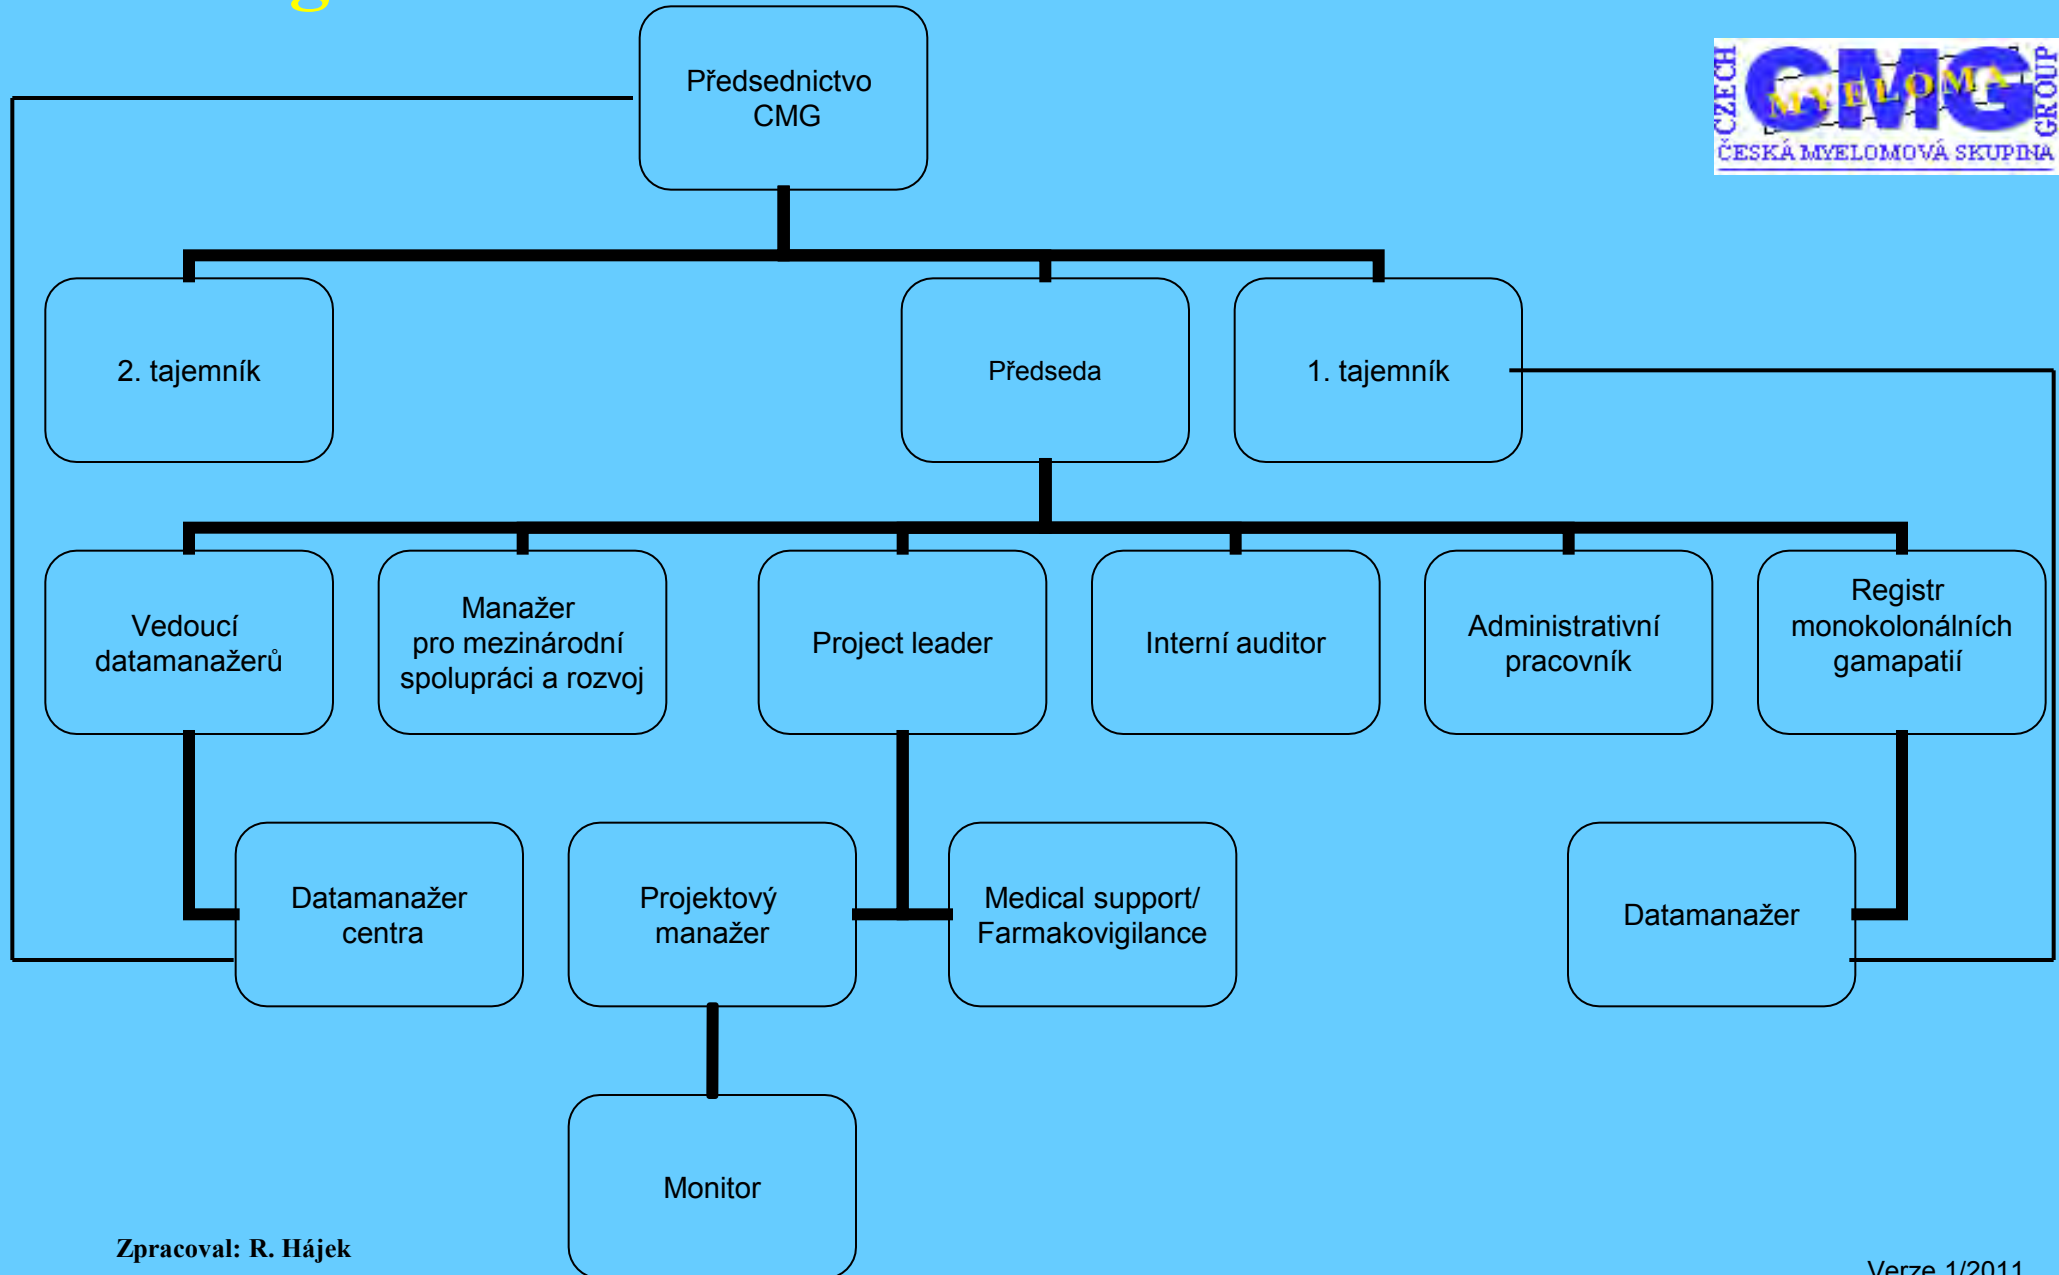 Předsednictvo
CMG
CZECH
CMG
MYELOMA
GROUP
ČESKÁ MYELOMOVÁ SKUPINA
2. tajemník
Předseda
1. tajemník
Vedoucí
datamanažerů
Manažer
pro mezinárodní
spolupráci a rozvoj
Project leader
Interní auditor
Administrativní
pracovník
Registr
monokolonálních
gamapatií
Datamanažer
centra
Projektový
manažer
Medical support/
Farmakovigilance
Datamanažer
Monitor
Zpracoval: R. Hájek
Verze 1/2011